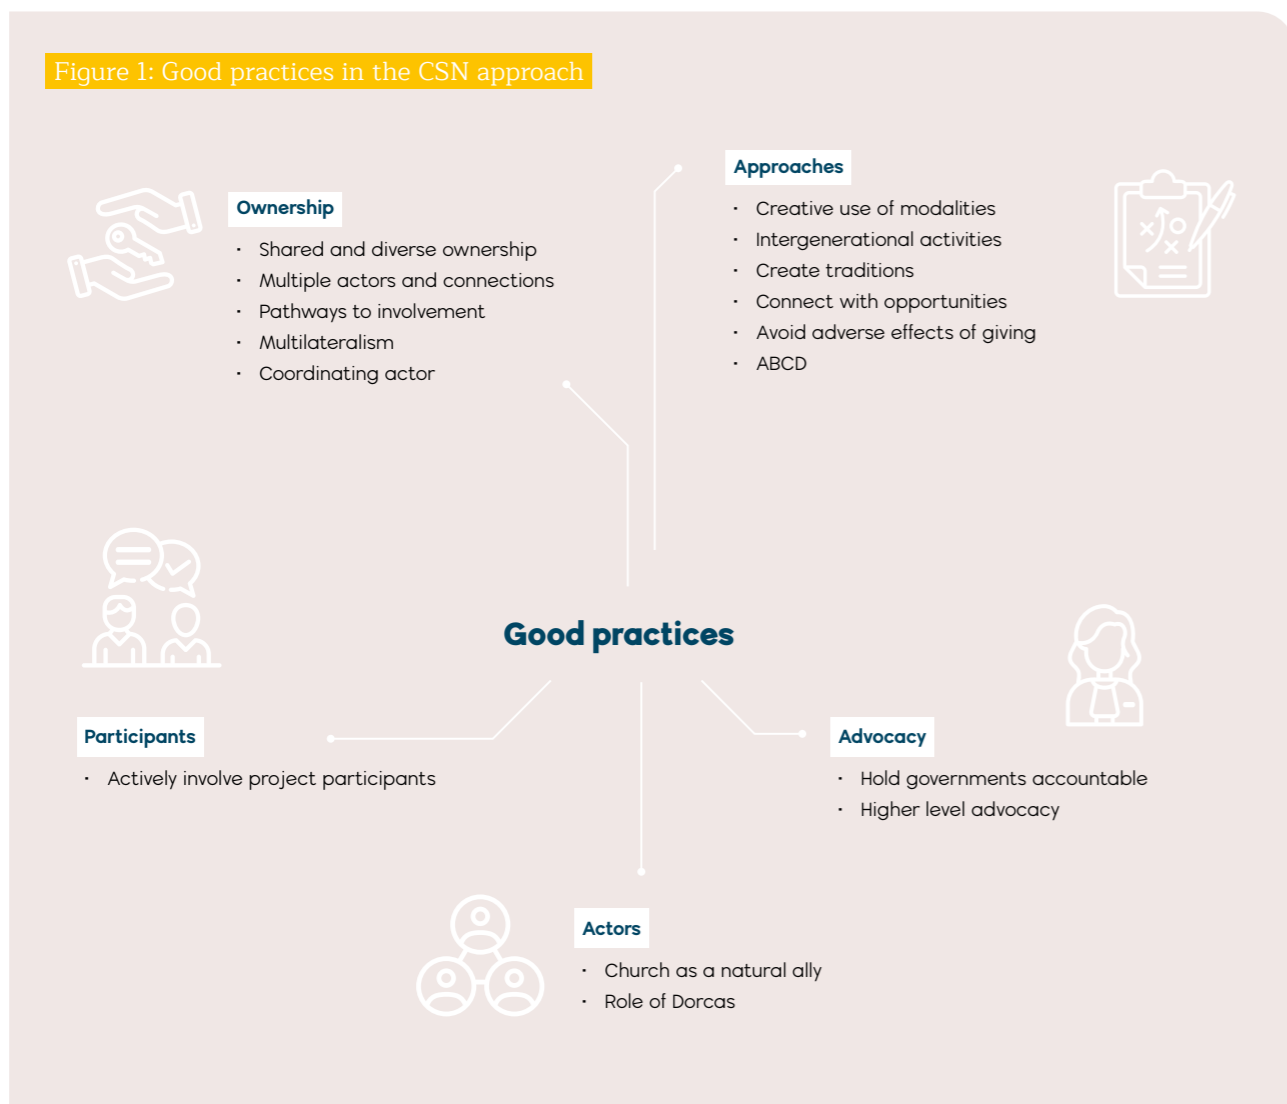 Figure 1: Good practices in the CSN approach
Ownership
· Shared and diverse ownership
· Multiple actors and connections
· Pathways to involvement
· Multilateralism
· Coordinating actor
Approaches
· Creative use of modalities
· Intergenerational activities
· Create traditions
· Connect with opportunities
· Avoid adverse effects of giving
· ABCD
Good practices
Participants
· Actively involve project participants
Advocacy
· Hold governments accountable
· Higher level advocacy
Actors
· Church as a natural ally
· Role of Dorcas